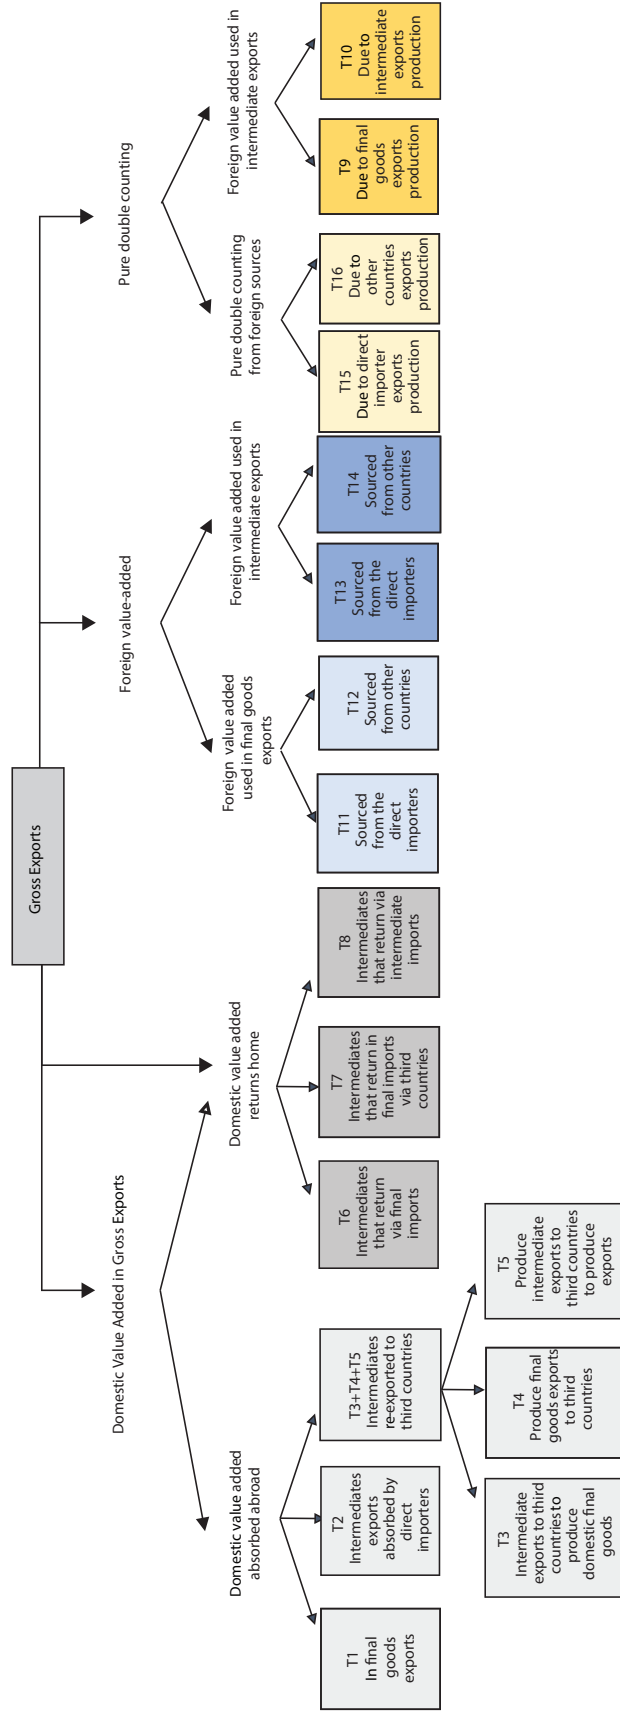 Gross Exports
Domestic Value Added in Gross Exports
Foreign value-added
Pure double counting
Domestic value added
absorbed abroad
Domestic value added
returns home
Foreign value added
used in final goods
exports
Foreign value added used in
intermediate exports
Pure double counting
from foreign sources
Foreign value added used in
intermediate exports
T1
In final
goods
exports
T2
Intermediates
exports
absorbed by
direct
importers
T3+T4+T5
Intermediates
re-exported to
third countries
T6
Intermediates
that return
via final
imports
T7
Intermediates
that return in
final imports
via third
countries
T8
Intermediates
that return via
intermediate
imports
T11
Sourced
from the
direct
importers
T12
Sourced
from other
countries
T13
Sourced
from the
direct
importers
T14
Sourced
from other
countries
T15
Due to direct
importer
exports
production
T16
Due to
other
countries
exports
production
T9
Due to final
goods
exports
production
T10
Due to
intermediate
exports
production
T3
Intermediate
exports to third
countries to
produce
domestic final
goods
T4
Produce final
goods exports
to third
countries
T5
Produce
intermediate
exports to
third countries
to produce
exports